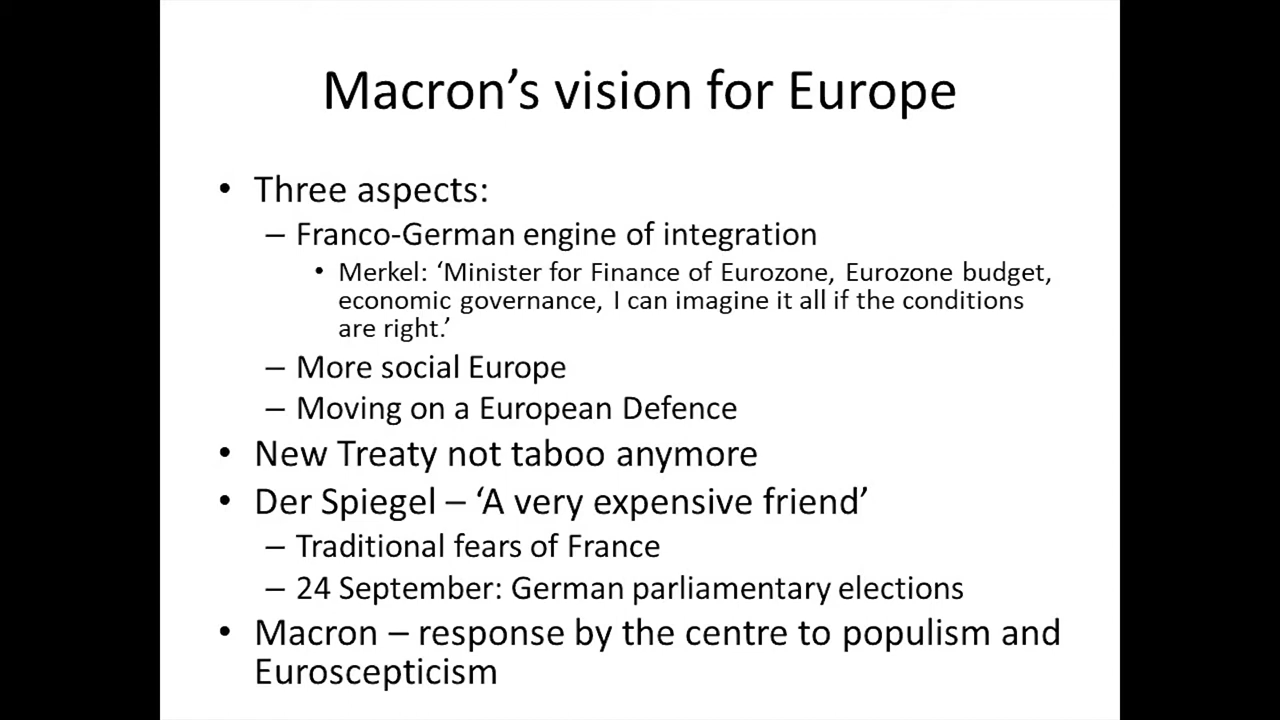 Macron’s vision for Europe
• Three aspects:
– Franco-German engine of integration
• Merkel: ‘Minister for Finance of Eurozone, Eurozone budget,
economic governance, I can imagine it all if the conditions
are right.’
– More social Europe
– Moving on a European Defence
• New Treaty not taboo anymore
• Der Spiegel – ‘A very expensive friend’
– Traditional fears of France
– 24 September: German parliamentary elections
• Macron – response by the centre to populism and
Euroscepticism